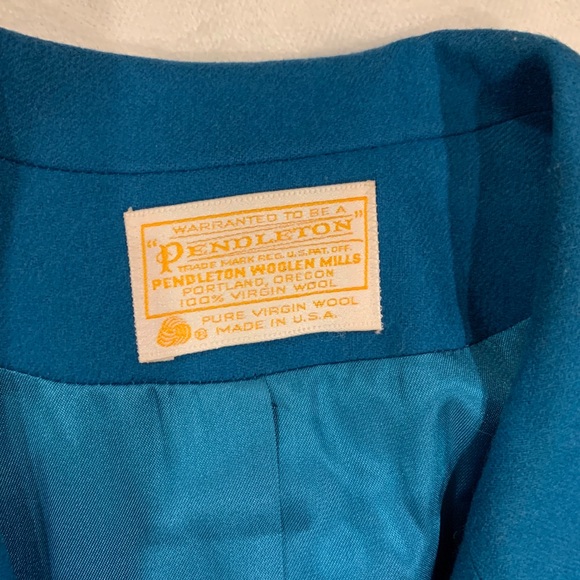 WARRANTED TO BE A
"PENDLETON"
TRADE MARK REG. U.S. PAT. OFF.
PENDLETON WOOLEN MILLS
PORTLAND, OREGON
100% VIRGIN WOOL
PURE VIRGIN WOOL
® MADE IN U.S.A.